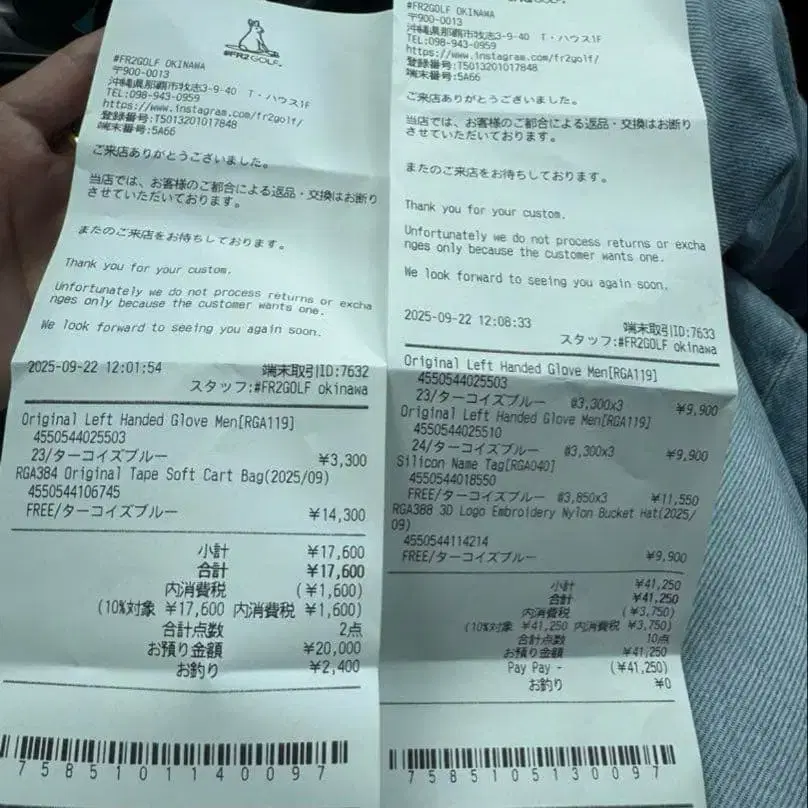 #FR2GOLF.
#FR2GOLF OKINAWA
〒900-0013
沖縄県那覇市牧志3-9-40 T・ハウス1F
TEL:098-943-0959
https://www.instagram.com/fr2golf/
登録番号:T5013201017848
端末番号:5A66
ご来店ありがとうございました。
当店では、お客様のご都合による返品・交換はお断り
させていただいております。
またのご来店をお待ちしております。
Thank you for your custom.
Unfortunately we do not process returns or excha
nges only because the customer wants one.
We look forward to seeing you again soon.
2025-09-22 12:01:54 端末取引ID:7632
スタッフ:#FR2GOLF okinawa
Original Left Handed Glove Men[RGA119]
4550544025503
23/ターコイズブルー ¥3,300
RGA384 Original Tape Soft Cart Bag(2025/09)
4550544106745
FREE/ターコイズブルー ¥14,300
小計 ¥17,600
合計 ¥17,600
内消費税 (¥1,600)
(10%対象 ¥17,600 内消費税 ¥1,600)
合計点数 2点
お預り金額 ¥20,000
お釣り ¥2,400
7585101140097
#FR2GOLF OKINAWA
〒900-0013
沖縄県那覇市牧志3-9-40 T・ハウス1F
TEL:098-943-0959
https://www.instagram.com/fr2golf/
登録番号:T5013201017848
端末番号:5A66
ご来店ありがとうございました。
当店では、お客様のご都合による返品・交換はお断り
させていただいております。
またのご来店をお待ちしております。
Thank you for your custom.
Unfortunately we do not process returns or excha
nges only because the customer wants one.
We look forward to seeing you again soon.
2025-09-22 12:08:33 端末取引ID:7633
スタッフ:#FR2GOLF okinawa
Original Left Handed Glove Men[RGA119]
4550544025503
23/ターコイズブルー @3,300x3 ¥9,900
Original Left Handed Glove Men[RGA119]
4550544025510
24/ターコイズブルー @3,300x3 ¥9,900
Silicon Name Tag[RGA040]
4550544018550
FREE/ターコイズブルー @3,850x3 ¥11,550
RGA388 3D Logo Embroidery Nylon Bucket Hat(2025/
09)
4550544114214
FREE/ターコイズブルー ¥9,900
小計 ¥41,250
合計 ¥41,250
内消費税 (¥3,750)
(10%対象 ¥41,250 内消費税 ¥3,750)
合計点数 10点
お預り金額 ¥41,250
Pay Pay - (¥41,250)
お釣り ¥0
7585105130097